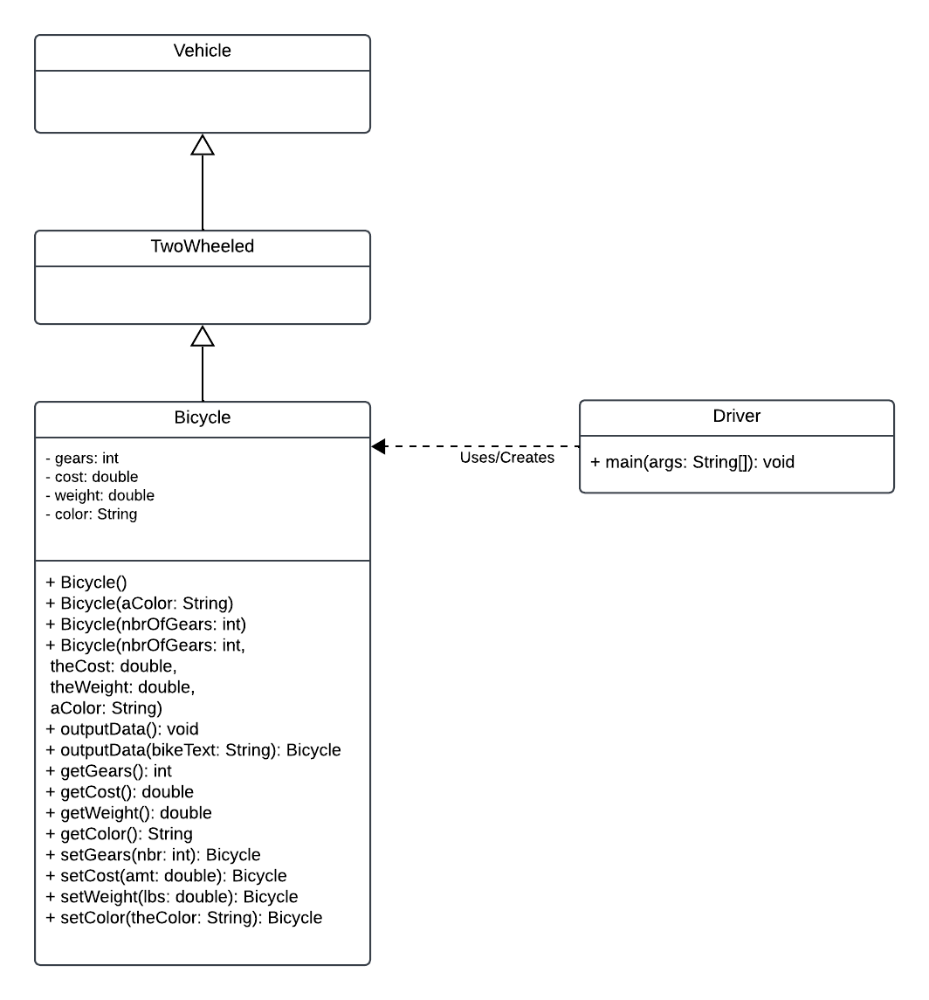 Vehicle
TwoWheeled
Bicycle
- gears: int
- cost: double
- weight: double
- color: String
+ Bicycle()
+ Bicycle(aColor: String)
+ Bicycle(nbrOfGears: int)
+ Bicycle(nbrOfGears: int,
theCost: double,
theWeight: double,
aColor: String)
+ outputData(): void
+ outputData(bikeText: String): Bicycle
+ getGears(): int
+ getCost(): double
+ getWeight(): double
+ getColor(): String
+ setGears(nbr: int): Bicycle
+ setCost(amt: double): Bicycle
+ setWeight(lbs: double): Bicycle
+ setColor(theColor: String): Bicycle
Uses/Creates
Driver
+ main(args: String[]): void